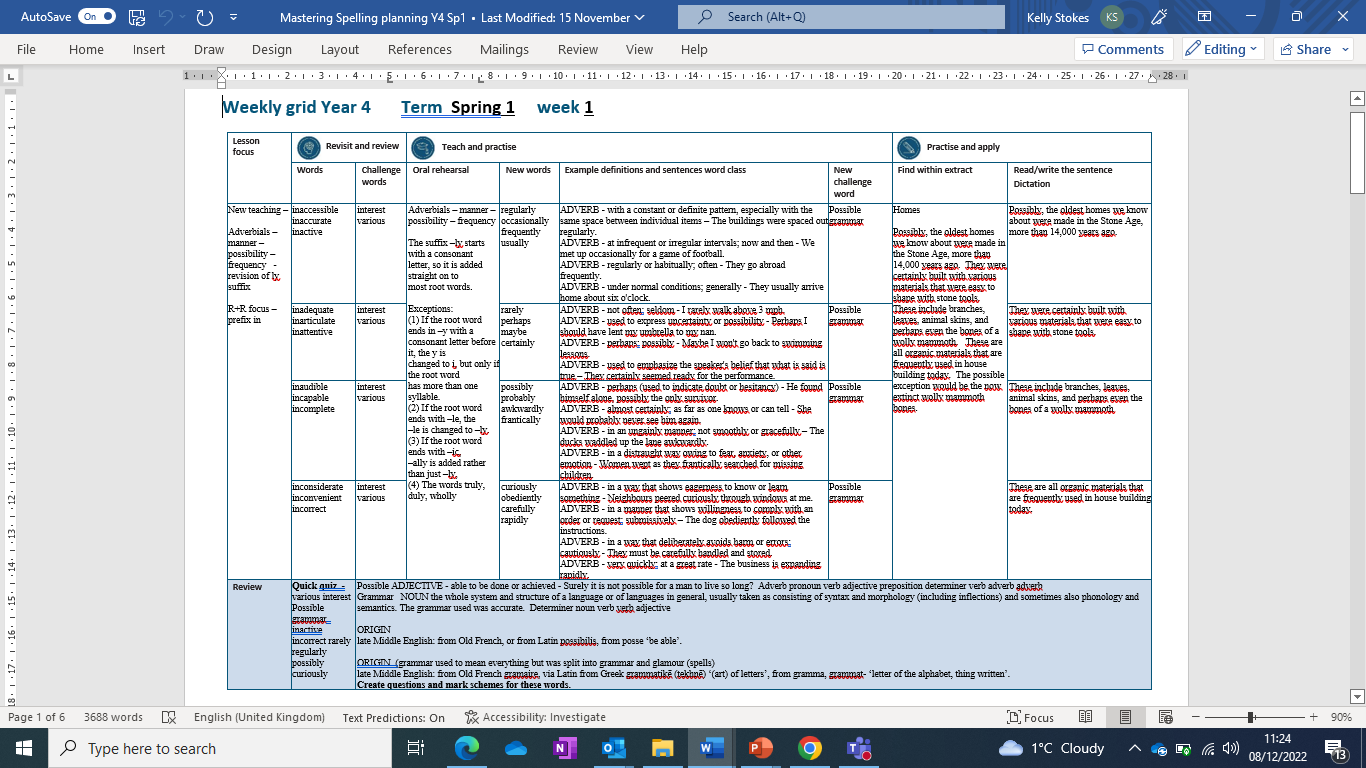 AutoSave On
Mastering Spelling planning Y4 Sp1 • Last Modified: 15 November
Search (Alt+Q)
Kelly Stokes KS
File Home Insert Draw Design Layout References Mailings Review View Help
Comments Editing Share
Weekly grid Year 4 Term Spring 1 week 1
Lesson
focus
Revisit and review
Teach and practise
Practise and apply
Words
Challenge
words
Oral rehearsal
New words
Example definitions and sentences word class
New
challenge
word
Find within extract
Read/write the sentence
Dictation
New teaching –
Adverbials –
manner –
possibility –
frequency -
revision of ly
suffix
R+R focus –
prefix in
inaccessible
inaccurate
inactive
interest
various
Adverbials – manner –
possibility – frequency
The suffix –ly starts
with a consonant
letter, so it is added
straight on to
most root words.
Exceptions:
(1) If the root word
ends in –y with a
consonant letter before
it, the y is
changed to i, but only if
the root word
has more than one
syllable.
(2) If the root word
ends with –le, the
–le is changed to –ly.
(3) If the root word
ends with –ic,
–ally is added rather
than just –ly,
(4) The words truly,
duly, wholly
regularly
occasionally
frequently
usually
ADVERB - with a constant or definite pattern, especially with the
same space between individual items – The buildings were spaced out
regularly.
ADVERB - at infrequent or irregular intervals; now and then - We
met up occasionally for a game of football.
ADVERB - regularly or habitually; often - They go abroad
frequently.
ADVERB - under normal conditions; generally - They usually arrive
home about six o'clock.
Possible
grammar
Homes
Possibly, the oldest homes
we know about were made in
the Stone Age, more than
14,000 years ago. They were
certainly built with various
materials that were easy to
shape with stone tools.
These include branches,
leaves, animal skins, and
perhaps even the bones of a
wolly mammoth. These are
all organic materials that are
frequently used in house
building today. The possible
exception would be the now
extinct wolly mammoth
bones.
Possibly, the oldest homes we know
about were made in the Stone Age,
more than 14,000 years ago.
inadequate
inarticulate
inattentive
interest
various
rarely
perhaps
maybe
certainly
ADVERB - not often; seldom - I rarely walk above 3 mph.
ADVERB - used to express uncertainty or possibility - Perhaps I
should have lent my umbrella to my nan.
ADVERB - perhaps; possibly - Maybe I won't go back to swimming
lessons.
ADVERB - used to emphasize the speaker's belief that what is said is
true – They certainly seemed ready for the performance.
Possible
grammar
They were certainly built with
various materials that were easy to
shape with stone tools.
inaudible
incapable
incomplete
interest
various
possibly
probably
awkwardly
frantically
ADVERB - perhaps (used to indicate doubt or hesitancy) - He found
himself alone, possibly the only survivor.
ADVERB - almost certainly; as far as one knows or can tell - She
would probably never see him again.
ADVERB - in an ungainly manner; not smoothly or gracefully – The
ducks waddled up the lane awkwardly.
ADVERB - in a distraught way owing to fear, anxiety, or other
emotion - Women wept as they frantically searched for missing
children.
Possible
grammar
These include branches, leaves,
animal skins, and perhaps even the
bones of a wolly mammoth.
inconsiderate
inconvenient
incorrect
interest
various
curiously
obediently
carefully
rapidly
ADVERB - in a way that shows eagerness to know or learn
something - Neighbours peered curiously through windows at me.
ADVERB - in a manner that shows willingness to comply with an
order or request; submissively – The dog obediently followed the
instructions.
ADVERB - in a way that deliberately avoids harm or errors;
cautiously - They must be carefully handled and stored.
ADVERB - very quickly; at a great rate - The business is expanding
rapidly.
Possible
grammar
These are all organic materials that
are frequently used in house building
today.
Review
Quick quiz -
various interest
Possible
grammar
inactive
incorrect rarely
regularly
possibly
curiously
Possible ADJECTIVE - able to be done or achieved - Surely it is not possible for a man to live so long? Adverb pronoun verb adjective preposition determiner verb adverb adverb
Grammar NOUN the whole system and structure of a language or of languages in general, usually taken as consisting of syntax and morphology (including inflections) and sometimes also phonology and
semantics. The grammar used was accurate. Determiner noun verb verb adjective
ORIGIN
late Middle English: from Old French, or from Latin possibilis, from posse ‘be able’.
ORIGIN (grammar used to mean everything but was split into grammar and glamour (spells)
late Middle English: from Old French gramaire, via Latin from Greek grammatikē (tekhnē) ‘(art) of letters’, from gramma, grammat- ‘letter of the alphabet, thing written’.
Create questions and mark schemes for these words.
Page 1 of 6 3688 words English (United Kingdom) Text Predictions: On Accessibility: Investigate Focus 90%
Type here to search
1°C Cloudy
11:24
08/12/2022
13